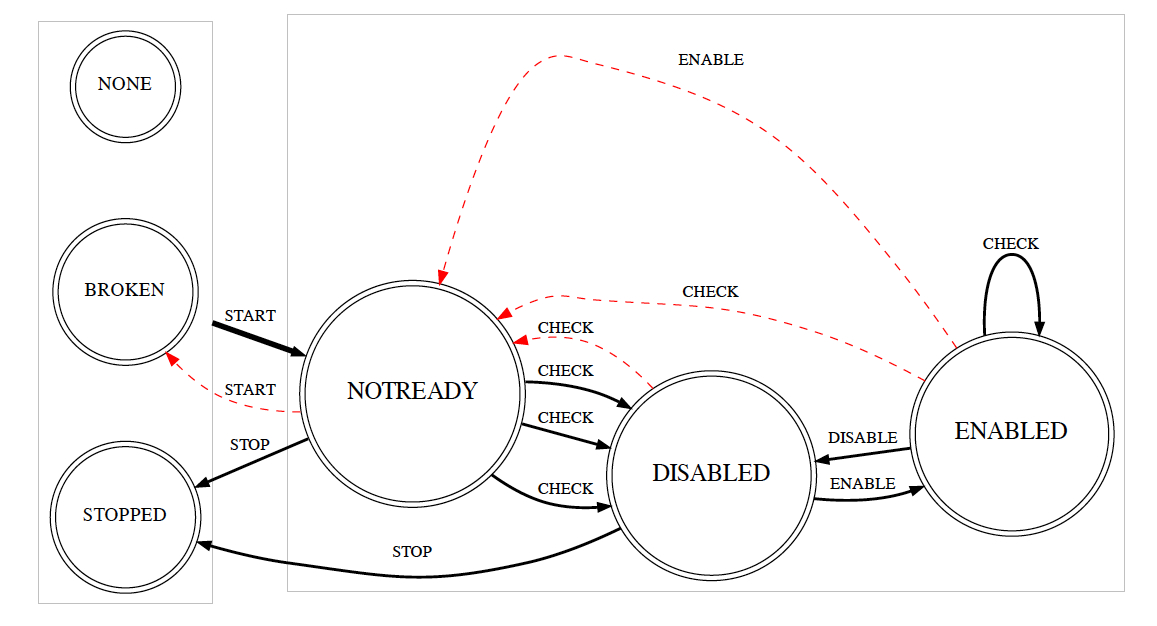 NONE
ENABLE
CHECK
BROKEN
CHECK
START
CHECK
CHECK
START
NOTREADY
CHECK
ENABLED
STOP
DISABLE
DISABLED
ENABLE
CHECK
STOPPED
STOP